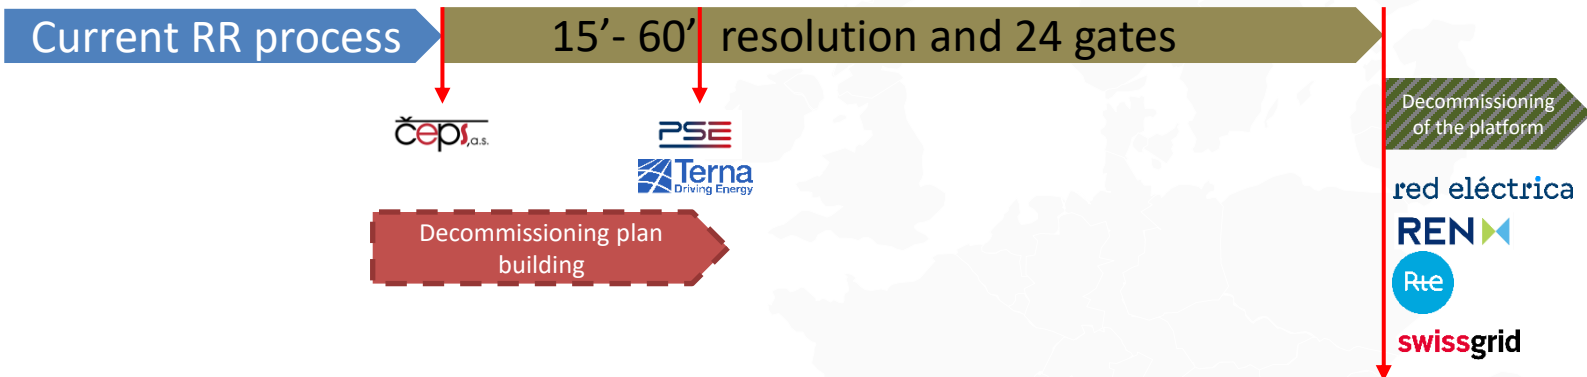 Current RR process
15’- 60’ resolution and 24 gates
Decommissioning
of the platform
čeps,a.s.
PSE
Terna
Driving Energy
Decommissioning plan
building
red eléctrica
REN
Rte
swissgrid